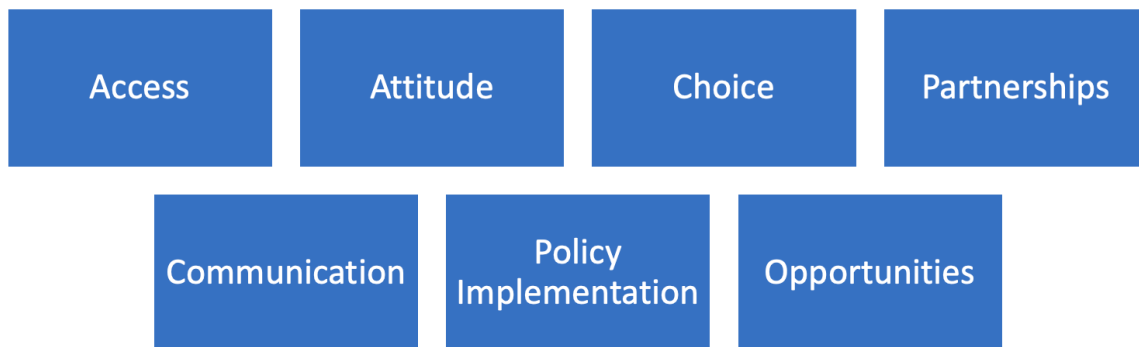 Access
Attitude
Choice
Partnerships
Communication
Policy
Implementation
Opportunities